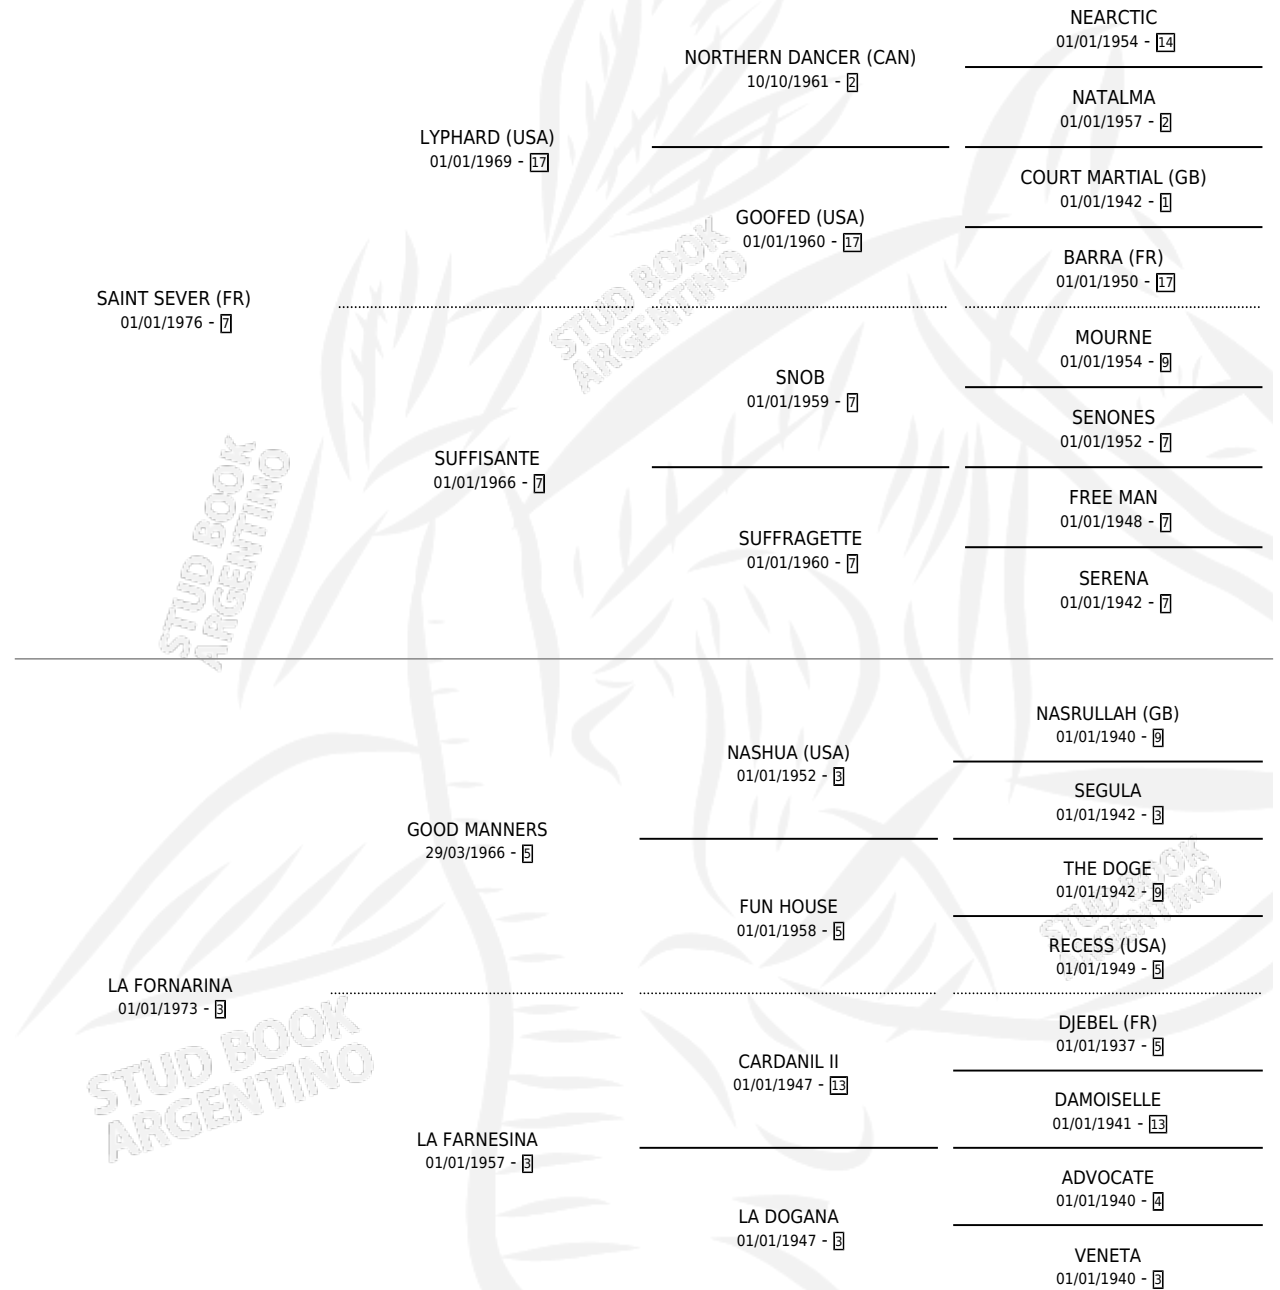 NEARCTIC
01/01/1954 - 14
NORTHERN DANCER (CAN)
10/10/1961 - 2
NATALMA
01/01/1957 - 2
LYPHARD (USA)
01/01/1969 - 17
COURT MARTIAL (GB)
01/01/1942 - 1
GOOFED (USA)
01/01/1960 - 17
BARRA (FR)
01/01/1950 - 17
SAINT SEVER (FR)
01/01/1976 - 7
STUD BOOK
ARGENTINO
MOURNE
01/01/1954 - 9
SNOB
01/01/1959 - 7
SENONES
01/01/1952 - 7
SUFFISANTE
01/01/1966 - 7
FREE MAN
01/01/1948 - 7
SUFFRAGETTE
01/01/1960 - 7
SERENA
01/01/1942 - 7
STUD BOOK
ARGENTINO
NASRULLAH (GB)
01/01/1940 - 9
NASHUA (USA)
01/01/1952 - 3
SEGULA
01/01/1942 - 3
GOOD MANNERS
29/03/1966 - 5
THE DOGE
01/01/1942 - 9
FUN HOUSE
01/01/1958 - 5
STUD BOOK
ARGENTINO
RECESS (USA)
01/01/1949 - 5
LA FORNARINA
01/01/1973 - 3
DJEBEL (FR)
01/01/1937 - 5
CARDANIL II
01/01/1947 - 13
STUD BOOK
ARGENTINO
DAMOISELLE
01/01/1941 - 13
LA FARNESINA
01/01/1957 - 3
ADVOCATE
01/01/1940 - 4
LA DOGANA
01/01/1947 - 3
VENETA
01/01/1940 - 3